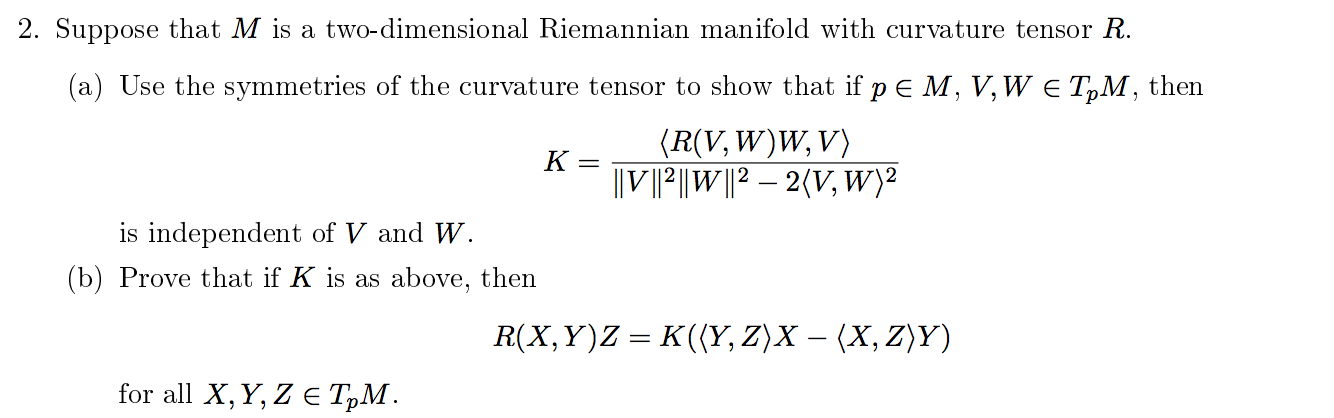 2. Suppose that M is a two-dimensional Riemannian manifold with curvature tensor R.
(a) Use the symmetries of the curvature tensor to show that if p ∈ M, V, W ∈ TₚM, then
K = ⟨R(V, W)W, V⟩ / ‖V‖²‖W‖² − 2⟨V, W⟩²
is independent of V and W.
(b) Prove that if K is as above, then
R(X, Y)Z = K(⟨Y, Z⟩X − ⟨X, Z⟩Y)
for all X, Y, Z ∈ TₚM.